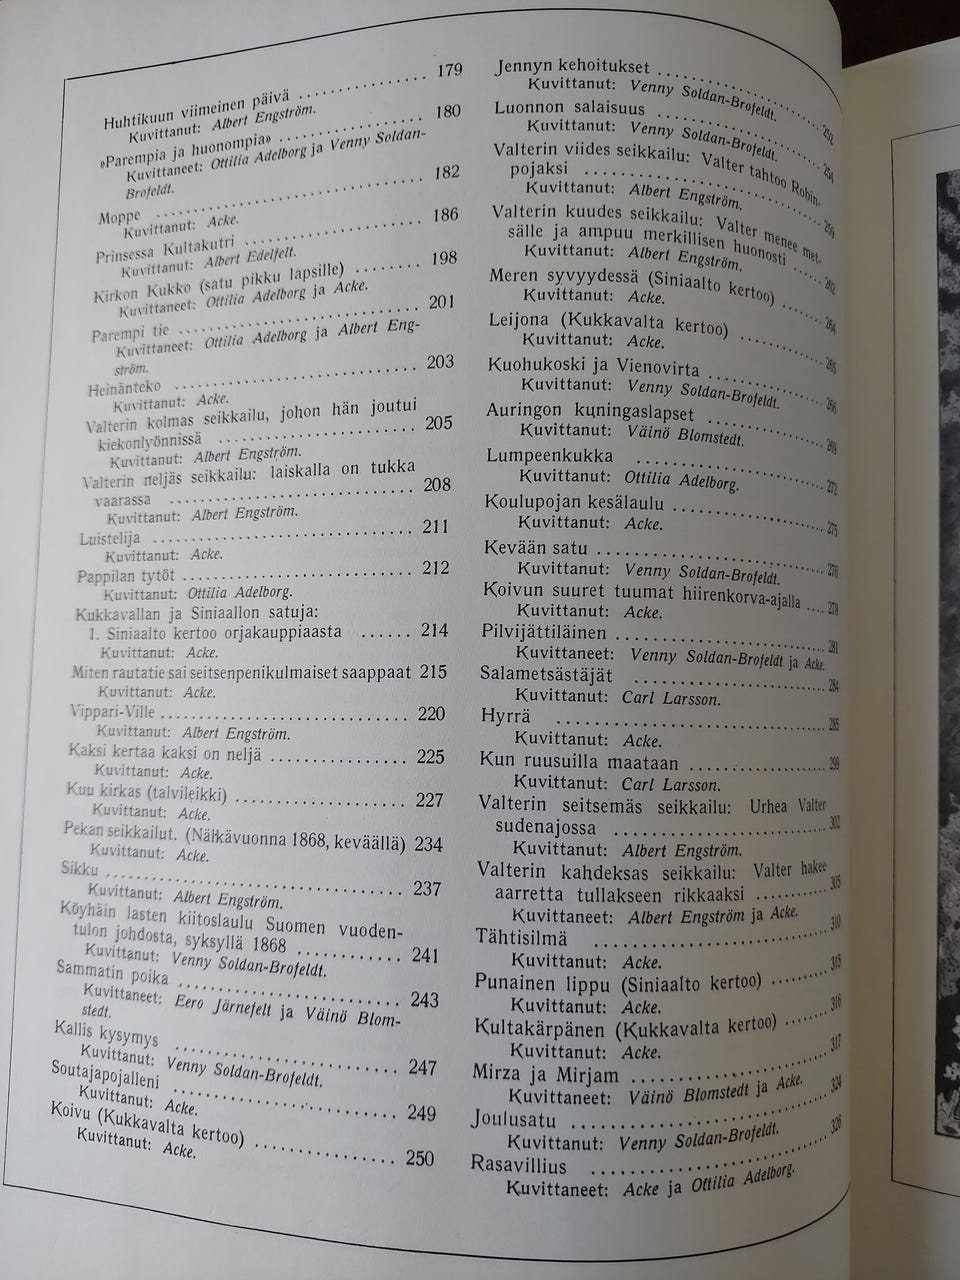 Huhtikuun viimeinen päivä .......... 179
Kuvittanut: Albert Engström.
»Parempia ja huonompia» .......... 180
Kuvittaneet: Ottilia Adelborg ja Venny Soldan-
Brofeldt.
Moppe .......... 182
Kuvittanut: Acke.
Prinsessa Kultakutri .......... 186
Kuvittanut: Albert Edelfelt.
Kirkon Kukko (satu pikku lapsille) .......... 198
Kuvittaneet: Ottilia Adelborg ja Acke.
Parempi tie .......... 201
Kuvittaneet: Ottilia Adelborg ja Albert Eng-
ström.
Heinänteko .......... 203
Kuvittanut: Acke.
Valterin kolmas seikkailu, johon hän joutui
kiekonlyönnissä .......... 205
Kuvittanut: Albert Engström.
Valterin neljäs seikkailu: laiskalla on tukka
vaarassa .......... 208
Kuvittanut: Albert Engström.
Luistelija .......... 211
Kuvittanut: Acke.
Pappilan tytöt .......... 212
Kuvittanut: Ottilia Adelborg.
Kukkavallan ja Siniaallon satuja:
1. Siniaalto kertoo orjakauppiaasta ...... 214
Kuvittanut: Acke.
Miten rautatie sai seitsenpenikulmaiset saappaat 215
Kuvittanut: Acke.
Vippari-Ville .......... 220
Kuvittanut: Albert Engström.
Kaksi kertaa kaksi on neljä .......... 225
Kuvittanut: Acke.
Kuu kirkas (talvileikki) .......... 227
Kuvittanut: Acke.
Pekan seikkailut. (Nälkävuonna 1868, keväällä) 234
Kuvittanut: Acke.
Sikku .......... 237
Kuvittanut: Albert Engström.
Köyhäin lasten kiitoslaulu Suomen vuoden-
tulon johdosta, syksyllä 1868 .......... 241
Kuvittanut: Venny Soldan-Brofeldt.
Sammatin poika .......... 243
Kuvittaneet: Eero Järnefelt ja Väinö Blom-
stedt.
Kallis kysymys .......... 247
Kuvittanut: Venny Soldan-Brofeldt.
Soutajapojalleni .......... 249
Kuvittanut: Acke.
Koivu (Kukkavalta kertoo) .......... 250
Kuvittanut: Acke.
Jennyn kehoitukset .......... 252
Kuvittanut: Venny Soldan-Brofeldt.
Luonnon salaisuus .......... 254
Kuvittanut: Venny Soldan-Brofeldt.
Valterin viides seikkailu: Valter tahtoo Robin-
pojaksi ..........
Kuvittanut: Albert Engström.
Valterin kuudes seikkailu: Valter menee met-
sälle ja ampuu merkillisen huonosti ...... 262
Kuvittanut: Albert Engström.
Meren syvyydessä (Siniaalto kertoo) .......... 264
Kuvittanut: Acke.
Leijona (Kukkavalta kertoo) ..........
Kuvittanut: Acke.
Kuohukoski ja Vienovirta ..........
Kuvittanut: Venny Soldan-Brofeldt.
Auringon kuningaslapset .......... 269
Kuvittanut: Väinö Blomstedt.
Lumpeenkukka .......... 272
Kuvittanut: Ottilia Adelborg.
Koulupojan kesälaulu .......... 275
Kuvittanut: Acke.
Kevään satu .......... 276
Kuvittanut: Venny Soldan-Brofeldt.
Koivun suuret tuumat hiirenkorva-ajalla .... 278
Kuvittanut: Acke.
Pilvijättiläinen .......... 281
Kuvittaneet: Venny Soldan-Brofeldt ja Acke.
Salametsästäjät .......... 284
Kuvittanut: Carl Larsson.
Hyrrä .......... 285
Kuvittanut: Acke.
Kun ruusuilla maataan .......... 299
Kuvittanut: Carl Larsson.
Valterin seitsemäs seikkailu: Urhea Valter
sudenajossa .......... 302
Kuvittanut: Albert Engström.
Valterin kahdeksas seikkailu: Valter hakee
aarretta tullakseen rikkaaksi .......... 305
Kuvittaneet: Albert Engström ja Acke.
Tähtisilmä .......... 310
Kuvittanut: Acke.
Punainen lippu (Siniaalto kertoo) ....... 315
Kuvittanut: Acke.
Kultakärpänen (Kukkavalta kertoo) ...... 316
Kuvittanut: Acke.
Mirza ja Mirjam .......... 317
Kuvittaneet: Väinö Blomstedt ja Acke.
Joulusatu .......... 324
Kuvittanut: Venny Soldan-Brofeldt.
Rasavillius .......... 326
Kuvittaneet: Acke ja Ottilia Adelborg.